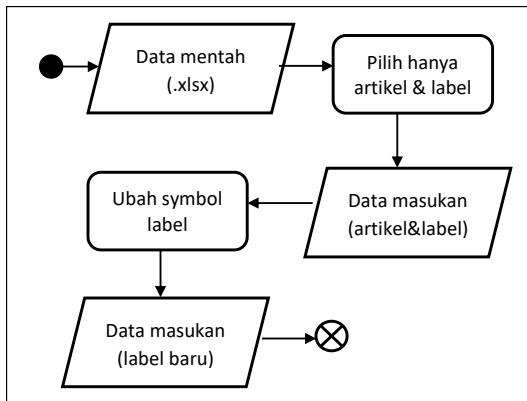 Data mentah
(.xlsx)
Pilih hanya
artikel & label
Data masukan
(artikel&label)
Ubah symbol
label
Data masukan
(label baru)